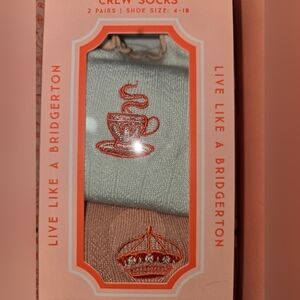 CREW SOCKS
2 PAIRS | SHOE SIZE: 4-10
LIVE LIKE A BRIDGERTON
LIVE LIKE A BRIDGERTON